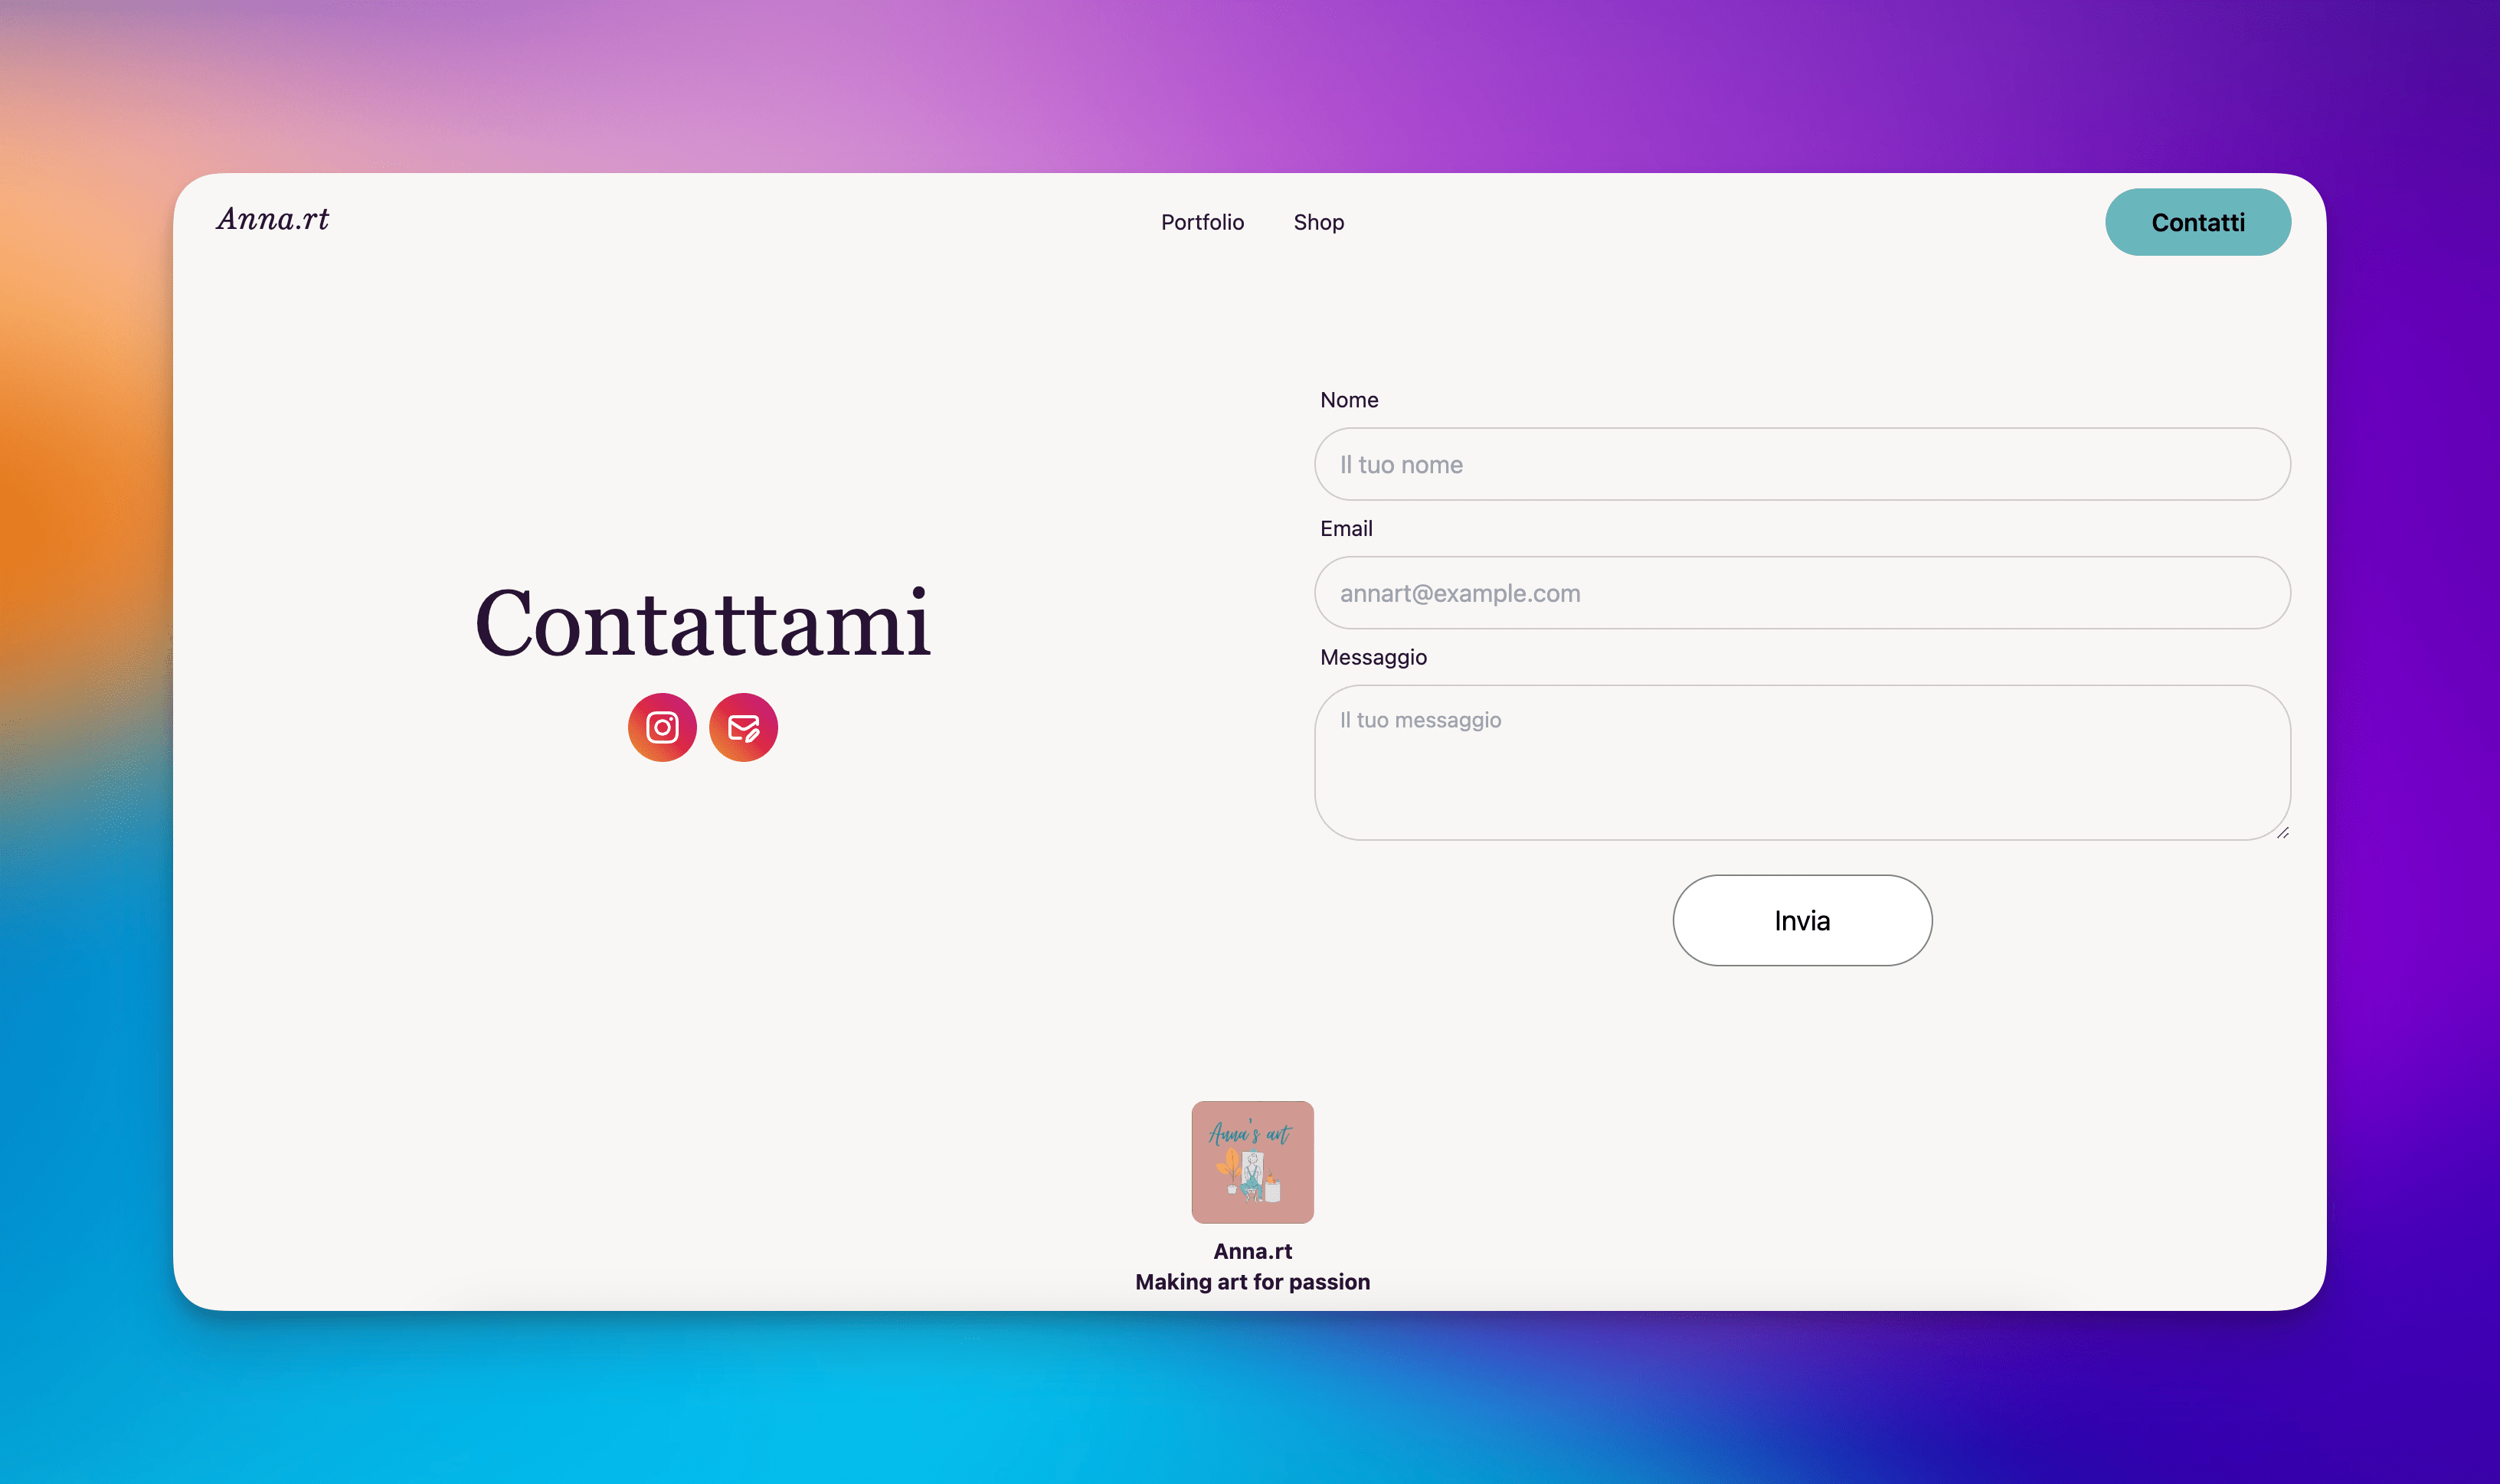 Anna.rt
Portfolio
Shop
Contatti
Contattami
Nome
Il tuo nome
Email
annart@example.com
Messaggio
Il tuo messaggio
Invia
Anna's art
Anna.rt
Making art for passion